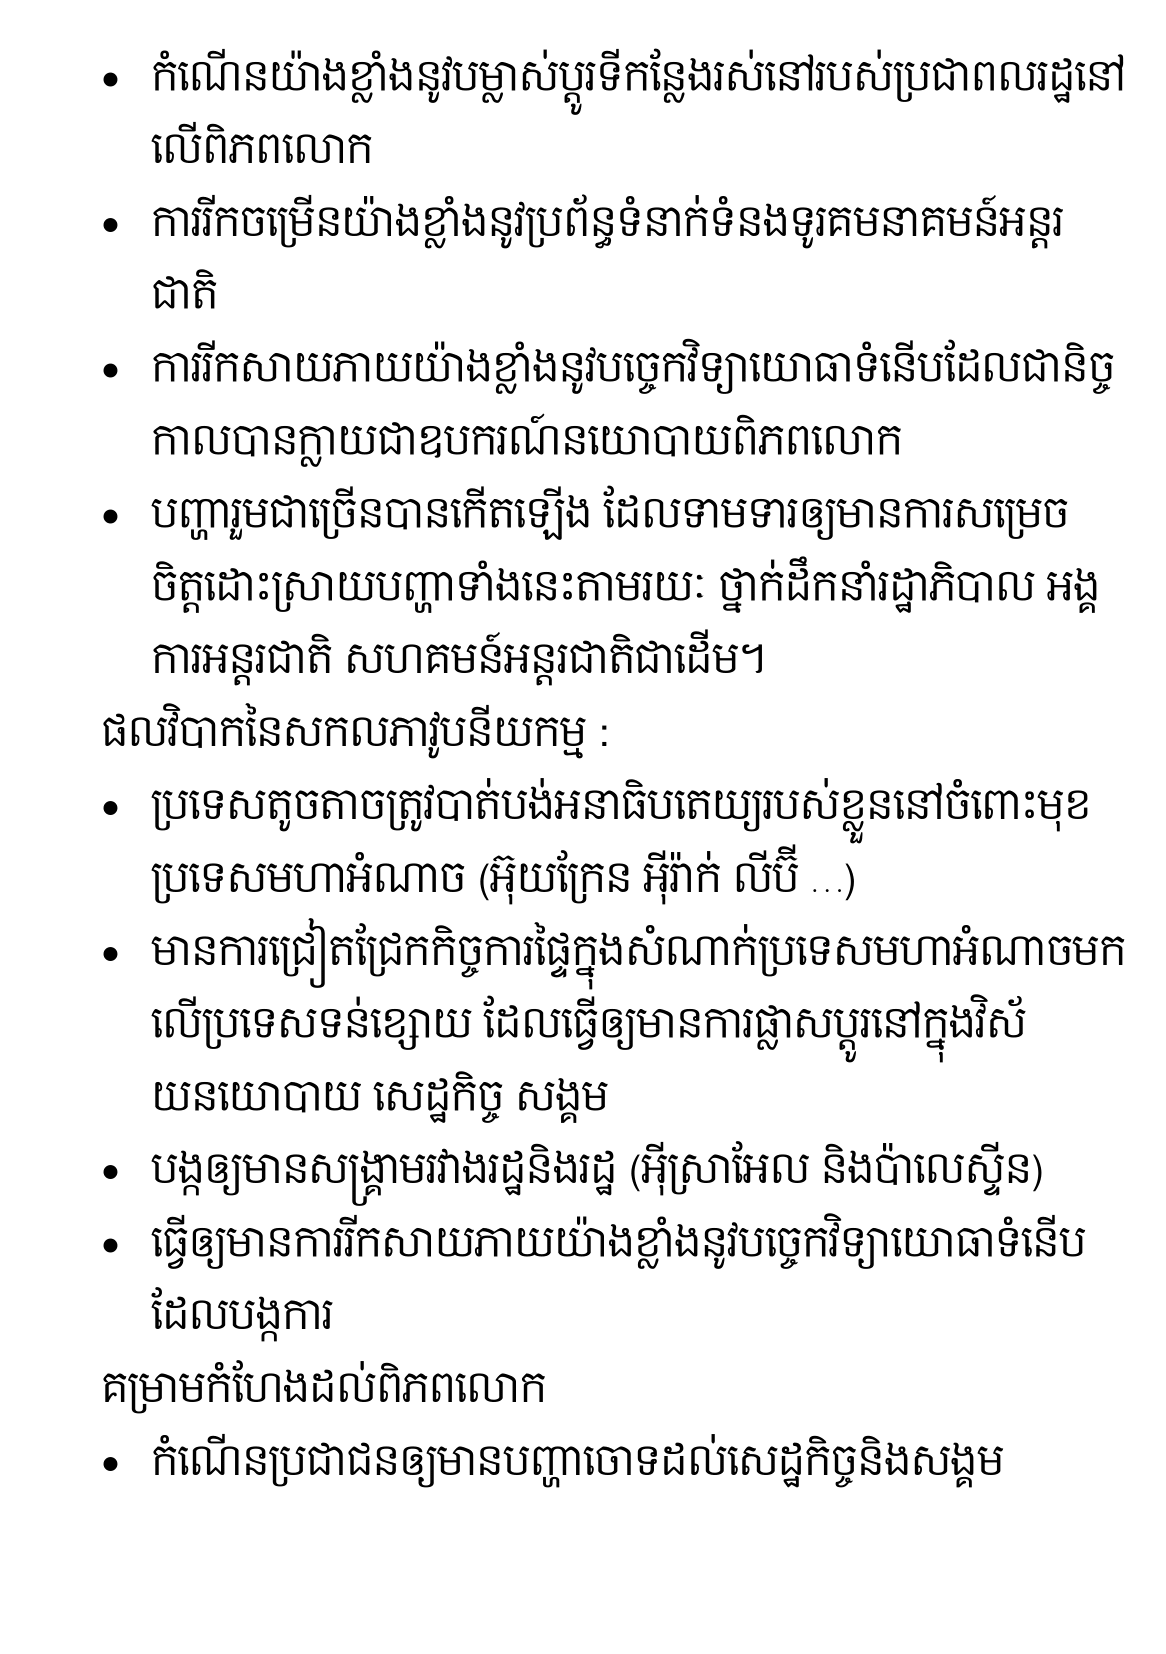 • កំណើនយ៉ាងខ្លាំងនូវបម្លាស់ប្តូរទីកន្លែងរស់នៅរបស់ប្រជាពលរដ្ឋនៅ
លើពិភពលោក
• ការរីកចម្រើនយ៉ាងខ្លាំងនូវប្រព័ន្ធទំនាក់ទំនងទូរគមនាគមន៍អន្តរ
ជាតិ
• ការរីកសាយភាយយ៉ាងខ្លាំងនូវបច្ចេកវិទ្យាយោធាទំនើបដែលជានិច្ច
កាលបានក្លាយជាឧបករណ៍នយោបាយពិភពលោក
• បញ្ហារួមជាច្រើនបានកើតឡើង ដែលទាមទារឲ្យមានការសម្រេច
ចិត្តដោះស្រាយបញ្ហាទាំងនេះតាមរយៈ ថ្នាក់ដឹកនាំរដ្ឋាភិបាល អង្គ
ការអន្តរជាតិ សហគមន៍អន្តរជាតិជាដើម។
ផលវិបាកនៃសកលភាវូបនីយកម្ម :
• ប្រទេសតូចតាចត្រូវបាត់បង់អនាធិបតេយ្យរបស់ខ្លួននៅចំពោះមុខ
ប្រទេសមហាអំណាច (អ៊ុយក្រែន អ៊ីរ៉ាក់ លីប៊ី ...)
• មានការជ្រៀតជ្រែកកិច្ចការផ្ទៃក្នុងសំណាក់ប្រទេសមហាអំណាចមក
លើប្រទេសទន់ខ្សោយ ដែលធ្វើឲ្យមានការផ្លាសប្តូរនៅក្នុងវិស័
យនយោបាយ សេដ្ឋកិច្ច សង្គម
• បង្កឲ្យមានសង្គ្រាមរវាងរដ្ឋនិងរដ្ឋ (អ៊ីស្រាអែល និងប៉ាលេស្ទីន)
• ធ្វើឲ្យមានការរីកសាយភាយយ៉ាងខ្លាំងនូវបច្ចេកវិទ្យាយោធាទំនើប
ដែលបង្កការ
គម្រាមកំហែងដល់ពិភពលោក
• កំណើនប្រជាជនឲ្យមានបញ្ហាចោទដល់សេដ្ឋកិច្ចនិងសង្គម